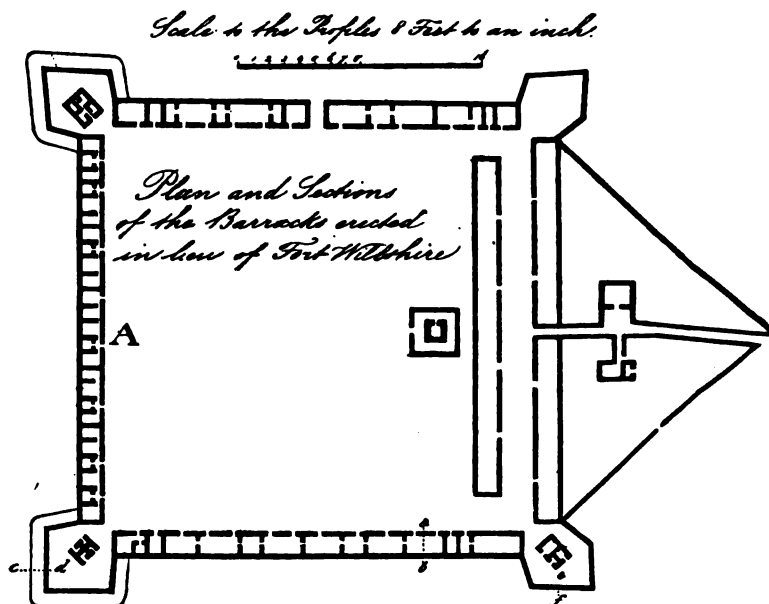 Scale to the Profiles 8 Feet to an inch.
Plan and Sections
of the Barracks erected
in lieu of Fort Willshire
A
a
b
c d
f